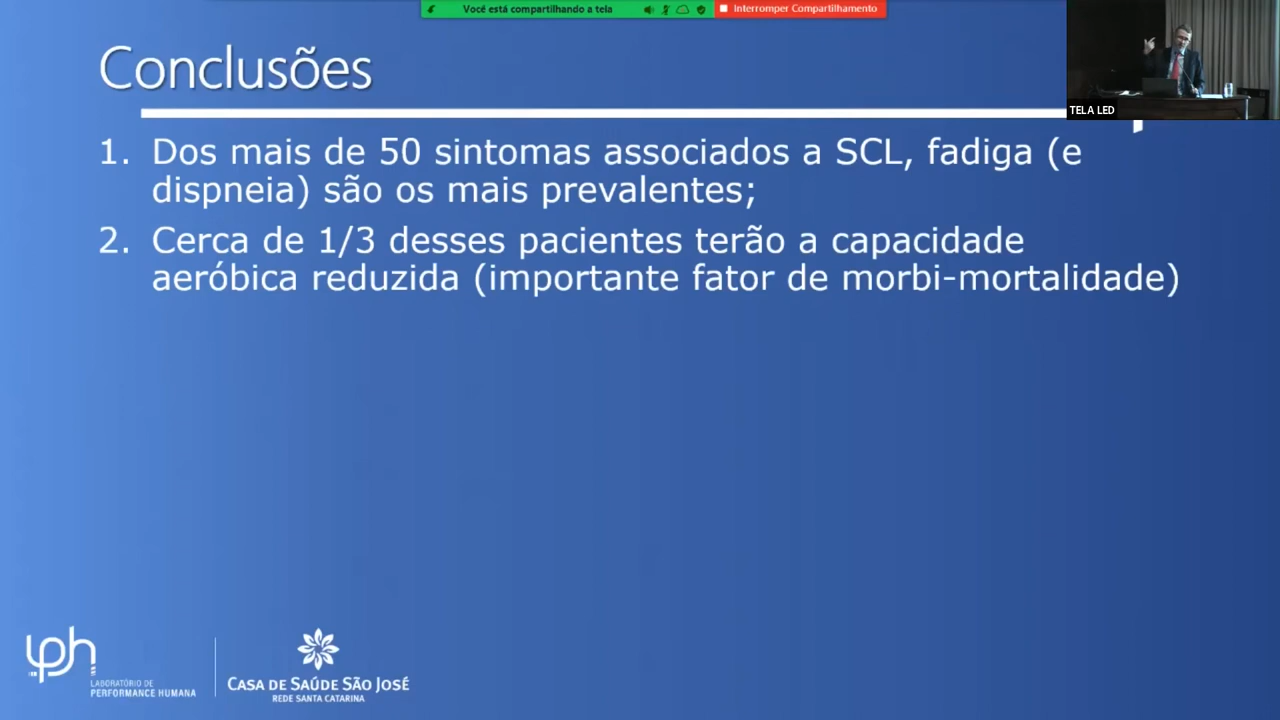 Você está compartilhando a tela
Interromper Compartilhamento
Conclusões
TELA LED
1. Dos mais de 50 sintomas associados a SCL, fadiga (e
dispneia) são os mais prevalentes;
2. Cerca de 1/3 desses pacientes terão a capacidade
aeróbica reduzida (importante fator de morbi-mortalidade)
lph
LABORATÓRIO DE
PERFORMANCE HUMANA
CASA DE SAÚDE SÃO JOSÉ
REDE SANTA CATARINA